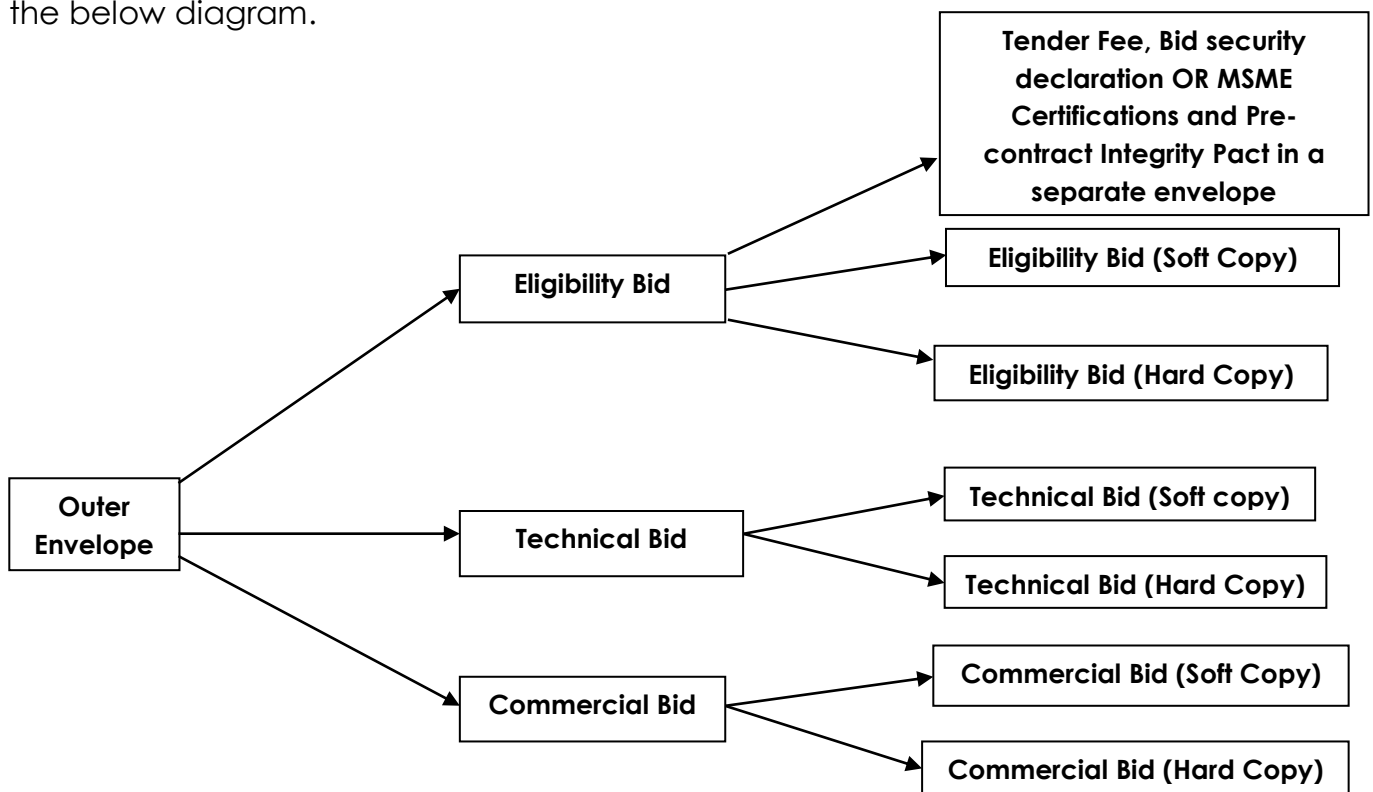 the below diagram.
Tender Fee, Bid security
declaration OR MSME
Certifications and Pre-
contract Integrity Pact in a
separate envelope
Eligibility Bid (Soft Copy)
Eligibility Bid
Eligibility Bid (Hard Copy)
Outer
Envelope
Technical Bid (Soft copy)
Technical Bid
Technical Bid (Hard Copy)
Commercial Bid (Soft Copy)
Commercial Bid
Commercial Bid (Hard Copy)